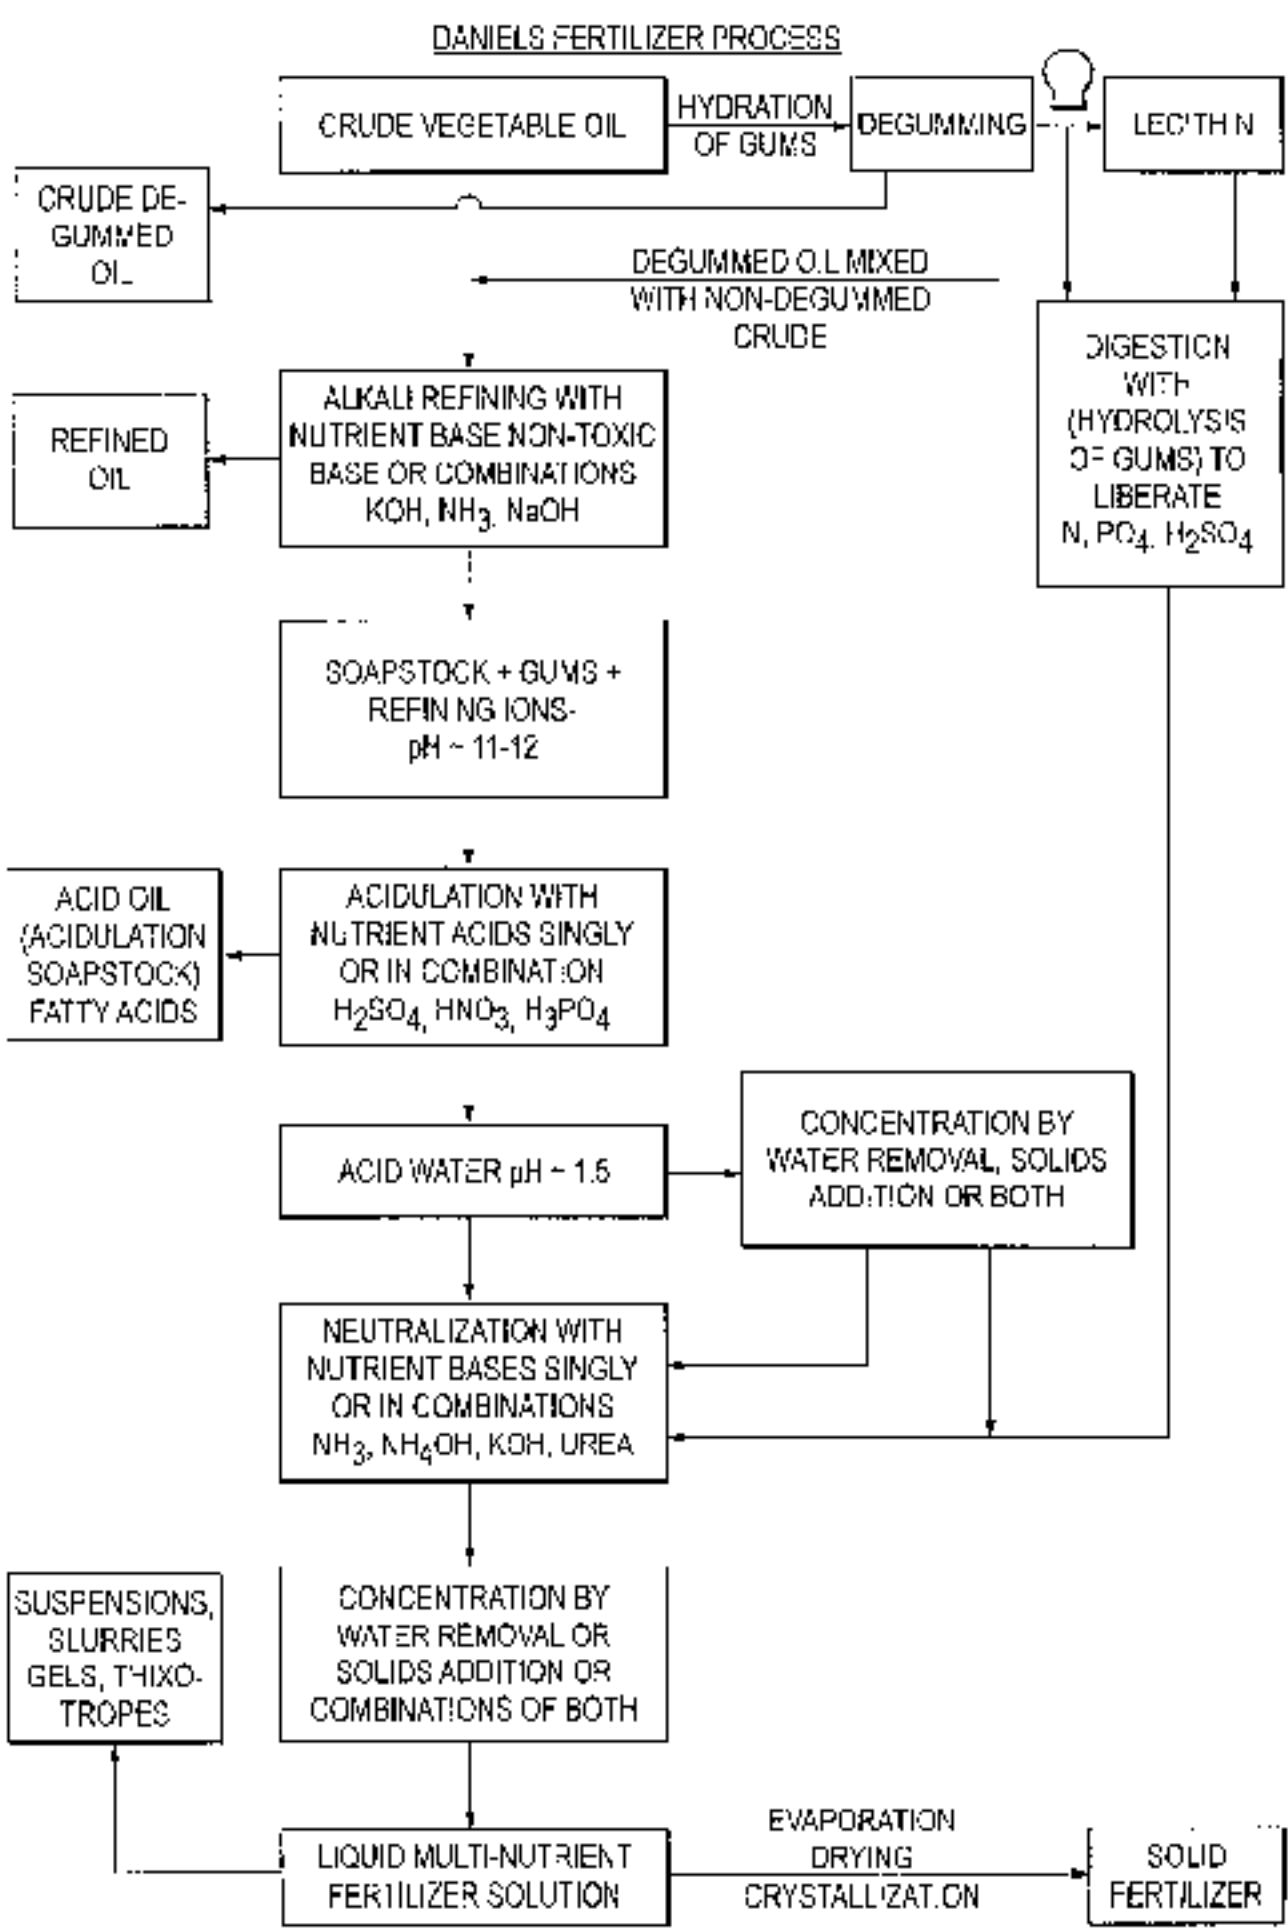 DANIELS FERTILIZER PROCESS
CRUDE VEGETABLE OIL
HYDRATION
OF GUMS
DEGUMMING
LECITHIN
CRUDE DE-
GUMMED
OIL
DEGUMMED OIL MIXED
WITH NON-DEGUMMED
CRUDE
DIGESTION
WITH
(HYDROLYSIS
OF GUMS) TO
LIBERATE
N, PO4, H2SO4
ALKALI REFINING WITH
NUTRIENT BASE NON-TOXIC
BASE OR COMBINATIONS
KOH, NH3, NaOH
REFINED
OIL
SOAPSTOCK + GUMS +
REFINING IONS-
pH ~ 11-12
ACIDULATION WITH
NUTRIENT ACIDS SINGLY
OR IN COMBINATION
H2SO4, HNO3, H3PO4
ACID OIL
(ACIDULATION
SOAPSTOCK)
FATTY ACIDS
ACID WATER pH ~ 1.5
CONCENTRATION BY
WATER REMOVAL, SOLIDS
ADDITION OR BOTH
NEUTRALIZATION WITH
NUTRIENT BASES SINGLY
OR IN COMBINATIONS
NH3, NH4OH, KOH, UREA
CONCENTRATION BY
WATER REMOVAL OR
SOLIDS ADDITION OR
COMBINATIONS OF BOTH
SUSPENSIONS,
SLURRIES
GELS, THIXO-
TROPES
LIQUID MULTI-NUTRIENT
FERTILIZER SOLUTION
EVAPORATION
DRYING
CRYSTALLIZATION
SOLID
FERTILIZER